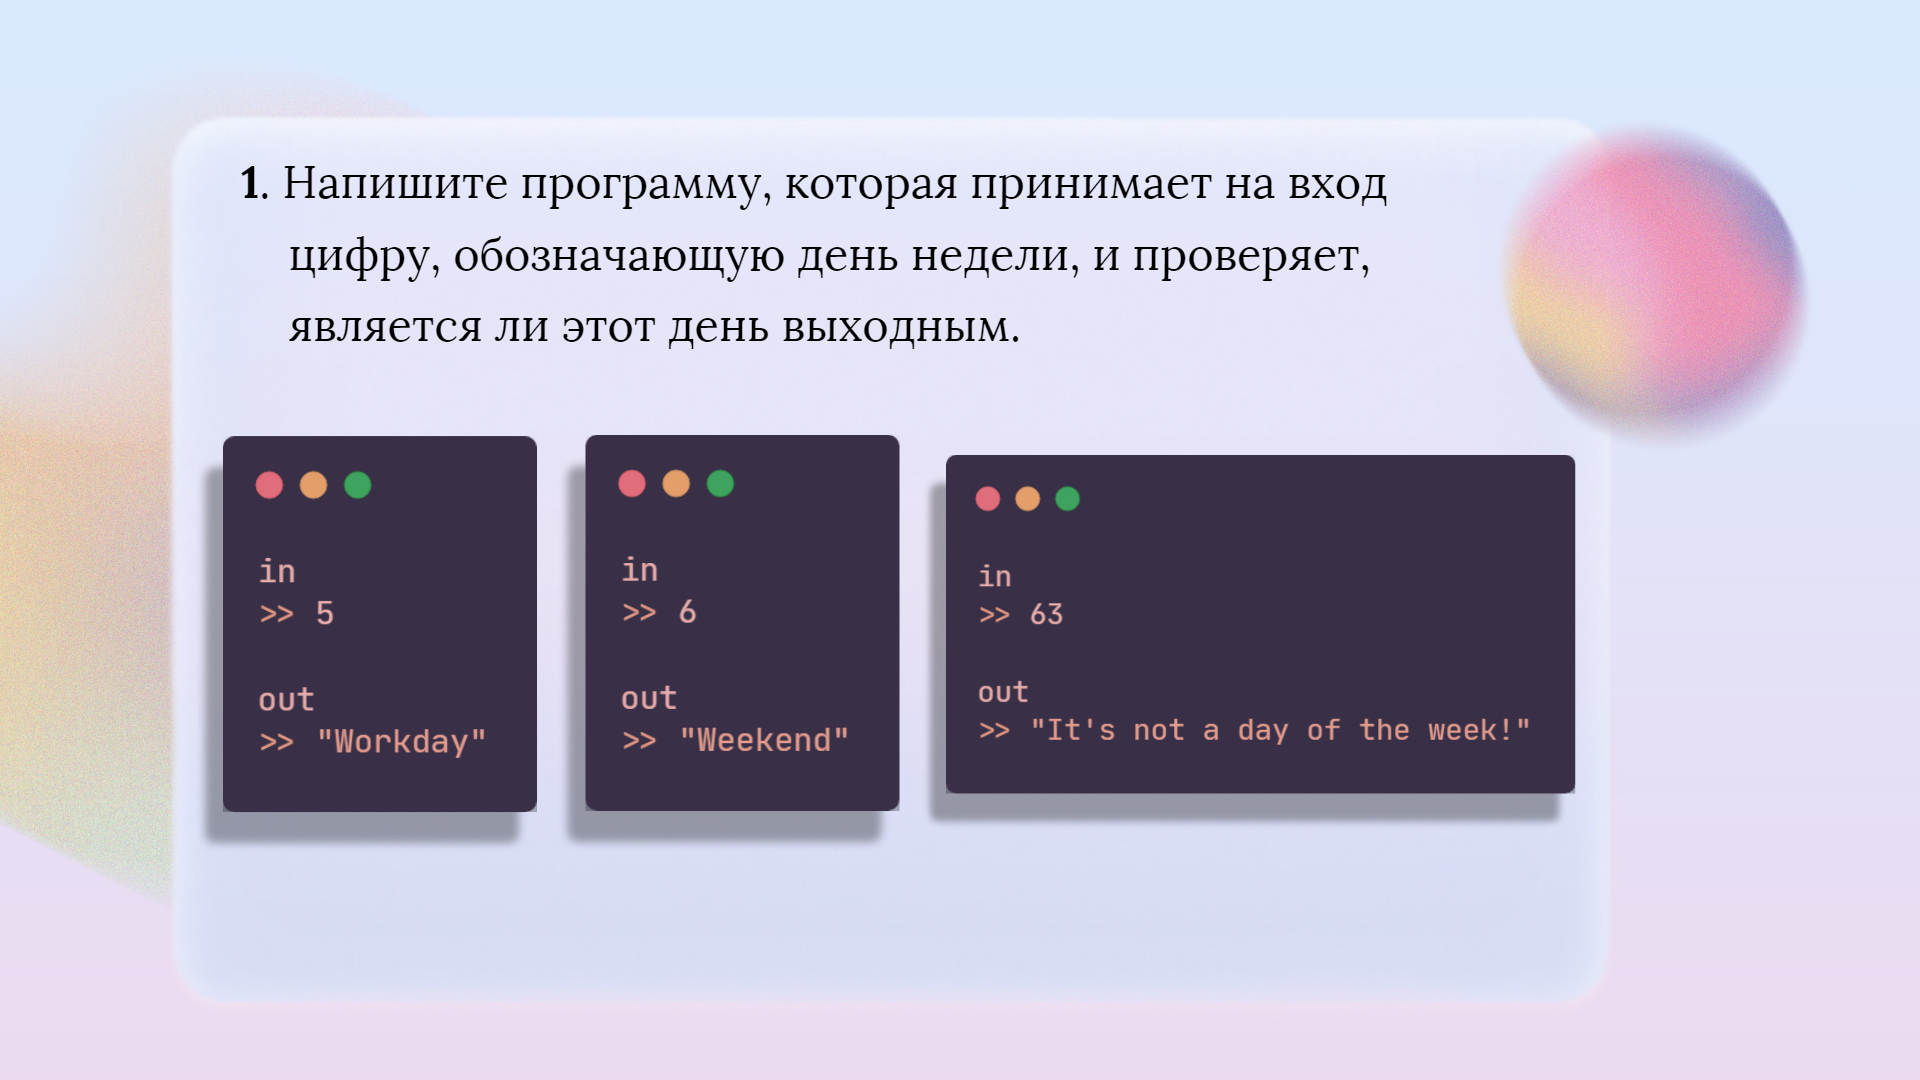 1. Напишите программу, которая принимает на вход
цифру, обозначающую день недели, и проверяет,
является ли этот день выходным.
in
>> 5
out
>> "Workday"
in
>> 6
out
>> "Weekend"
in
>> 63
out
>> "It's not a day of the week!"